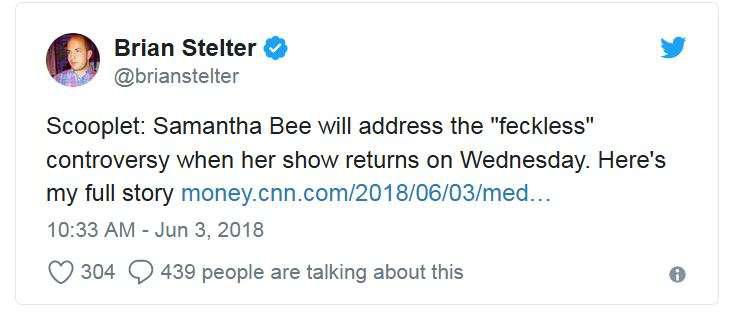 Brian Stelter
@brianstelter
Scooplet: Samantha Bee will address the "feckless"
controversy when her show returns on Wednesday. Here's
my full story money.cnn.com/2018/06/03/med…
10:33 AM - Jun 3, 2018
304 439 people are talking about this